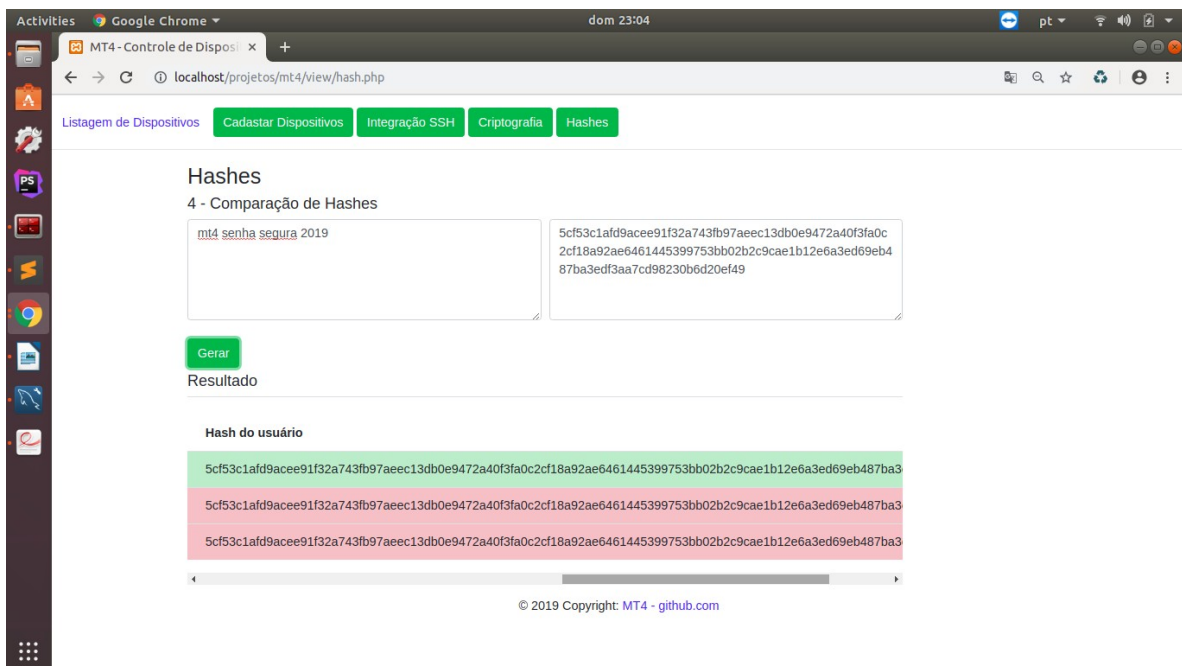 Activities Google Chrome dom 23:04 pt
MT4 - Controle de Disposi
localhost/projetos/mt4/view/hash.php
Listagem de Dispositivos Cadastar Dispositivos Integração SSH Criptografia Hashes
Hashes
4 - Comparação de Hashes
mt4 senha segura 2019
5cf53c1afd9acee91f32a743fb97aeec13db0e9472a40f3fa0c
2cf18a92ae6461445399753bb02b2c9cae1b12e6a3ed69eb4
87ba3edf3aa7cd98230b6d20ef49
Gerar
Resultado
Hash do usuário
5cf53c1afd9acee91f32a743fb97aeec13db0e9472a40f3fa0c2cf18a92ae6461445399753bb02b2c9cae1b12e6a3ed69eb487ba3
5cf53c1afd9acee91f32a743fb97aeec13db0e9472a40f3fa0c2cf18a92ae6461445399753bb02b2c9cae1b12e6a3ed69eb487ba3
5cf53c1afd9acee91f32a743fb97aeec13db0e9472a40f3fa0c2cf18a92ae6461445399753bb02b2c9cae1b12e6a3ed69eb487ba3
© 2019 Copyright: MT4 - github.com
PS